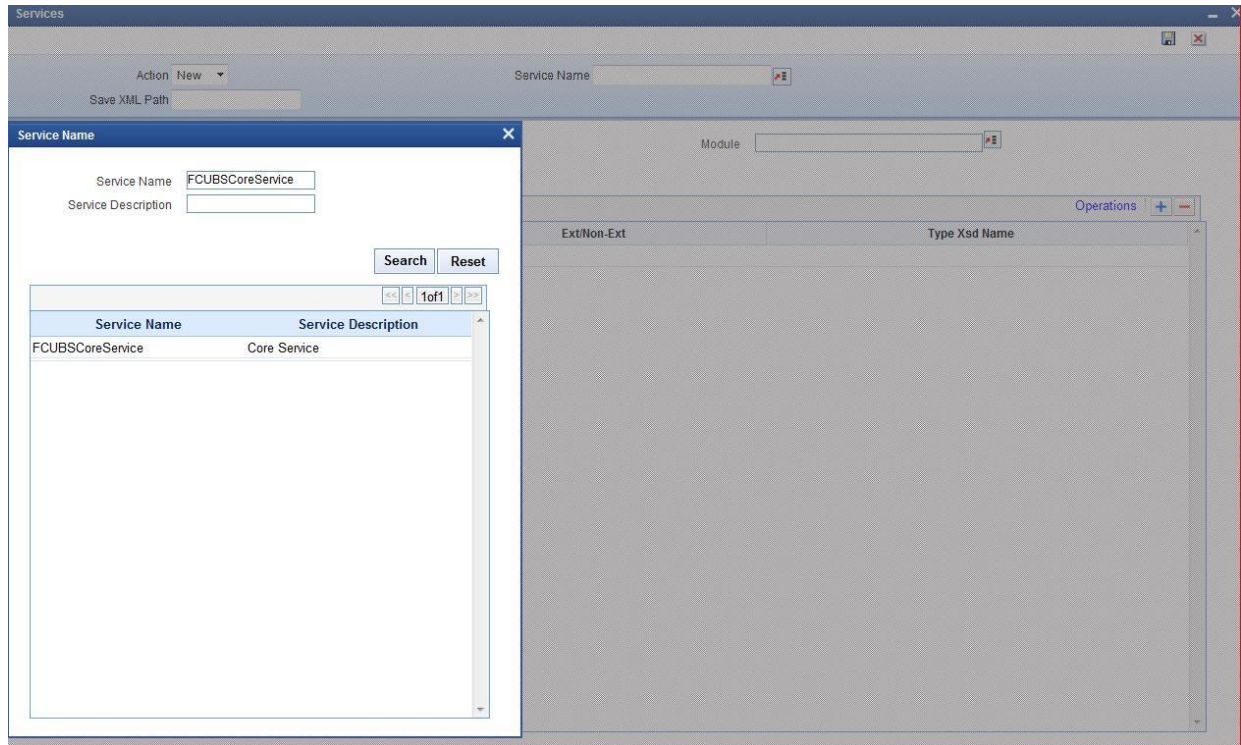 Services
Action New
Service Name
Save XML Path
Service Name
Module
Service Name FCUBSCoreService
Service Description
Operations
Ext/Non-Ext
Type Xsd Name
Search Reset
<< < 1of1 > >>
Service Name Service Description
FCUBSCoreService Core Service